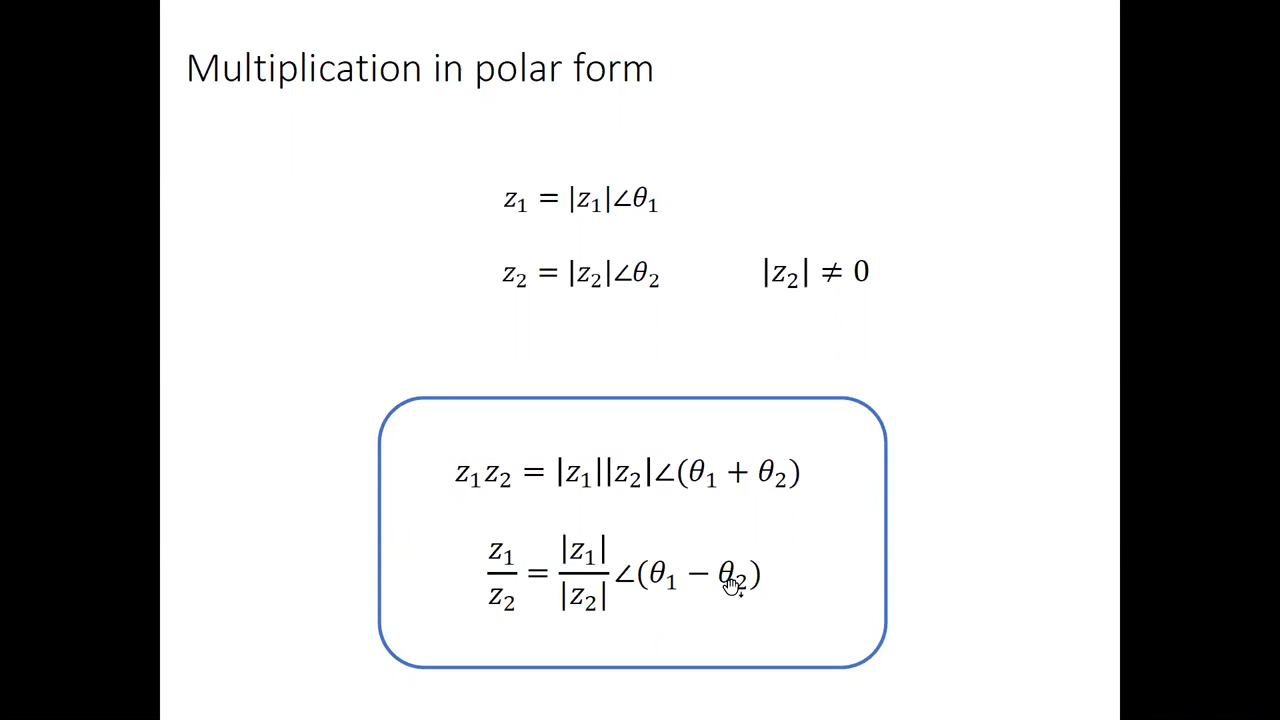 Multiplication in polar form
z₁ = |z₁|∠θ₁
z₂ = |z₂|∠θ₂ |z₂| ≠ 0
z₁z₂ = |z₁||z₂|∠(θ₁ + θ₂)
z₁/z₂ = |z₁|/|z₂| ∠(θ₁ − θ₂)